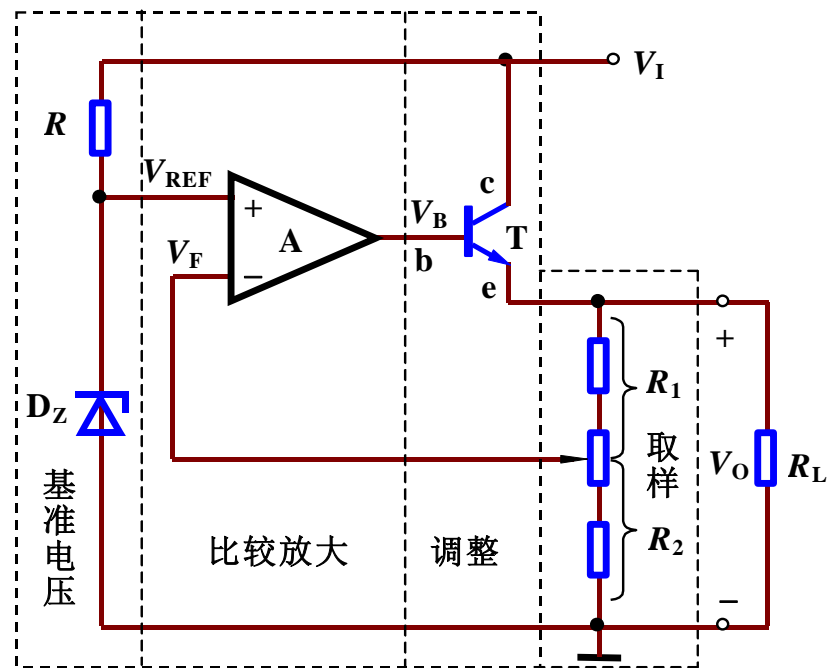 V_I
R
V_REF
c
+
A
V_B
T
V_F
b
−
e
+
R_1
D_Z
取样
V_O
R_L
基准电压
比较放大
调整
R_2
−